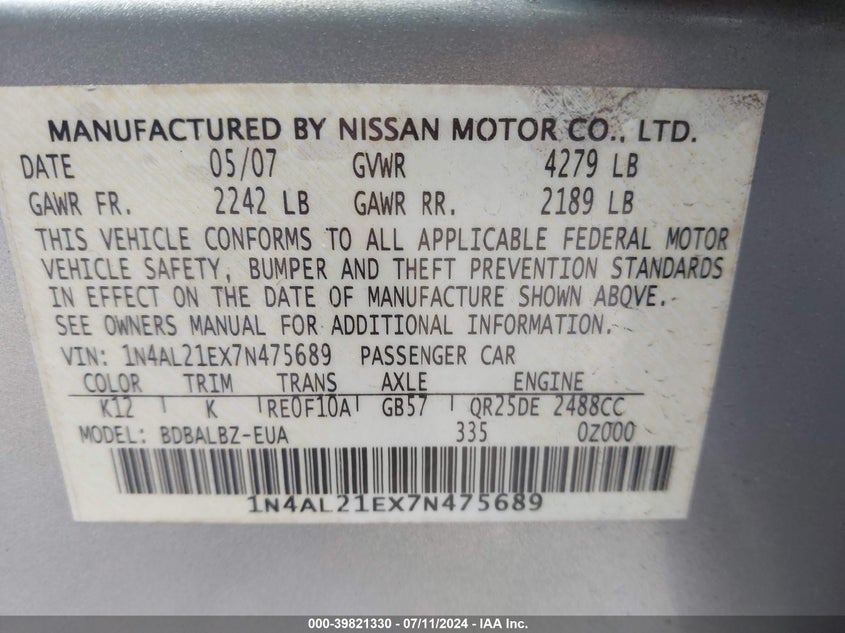 MANUFACTURED BY NISSAN MOTOR CO., LTD.
DATE 05/07 GVWR 4279 LB
GAWR FR. 2242 LB GAWR RR. 2189 LB
THIS VEHICLE CONFORMS TO ALL APPLICABLE FEDERAL MOTOR
VEHICLE SAFETY, BUMPER AND THEFT PREVENTION STANDARDS
IN EFFECT ON THE DATE OF MANUFACTURE SHOWN ABOVE.
SEE OWNERS MANUAL FOR ADDITIONAL INFORMATION.
VIN: 1N4AL21EX7N475689 PASSENGER CAR
COLOR TRIM TRANS AXLE ENGINE
K12 K RE0F10A GB57 QR25DE 2488CC
MODEL: BDBALBZ-EUA 335 0Z000
1N4AL21EX7N475689
000-39821330 - 07/11/2024 - IAA, Inc.